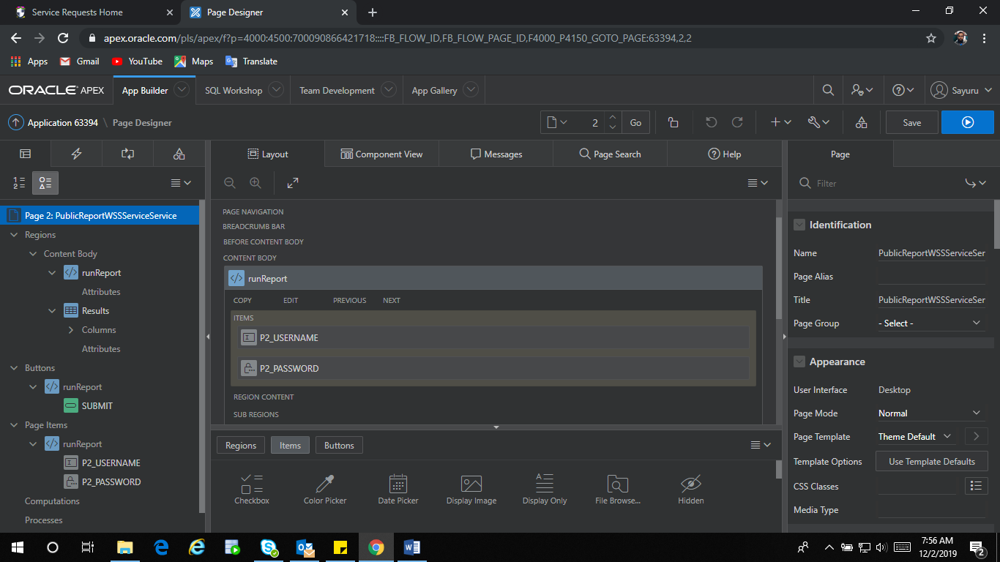 Service Requests Home
Page Designer
apex.oracle.com/pls/apex/f?p=4000:4500:700090866421718::::FB_FLOW_ID,FB_FLOW_PAGE_ID,F4000_P4150_GOTO_PAGE:63394,2,2
Apps Gmail YouTube Maps Translate
ORACLE APEX App Builder SQL Workshop Team Development App Gallery Sayuru
Application 63394 \ Page Designer 2 Go Save
Layout Component View Messages Page Search Help Page
Filter
Page 2: PublicReportWSSServiceService
Regions
Content Body
runReport
Attributes
Results
Columns
Attributes
Buttons
runReport
SUBMIT
Page Items
runReport
P2_USERNAME
P2_PASSWORD
Computations
Processes
PAGE NAVIGATION
BREADCRUMB BAR
BEFORE CONTENT BODY
CONTENT BODY
runReport
COPY EDIT PREVIOUS NEXT
ITEMS
P2_USERNAME
P2_PASSWORD
REGION CONTENT
SUB REGIONS
Regions Items Buttons
Checkbox Color Picker Date Picker Display Image Display Only File Browse... Hidden
Identification
Name PublicReportWSSServiceSer
Page Alias
Title PublicReportWSSServiceSer
Page Group - Select -
Appearance
User Interface Desktop
Page Mode Normal
Page Template Theme Default
Template Options Use Template Defaults
CSS Classes
Media Type
7:56 AM
12/2/2019
2